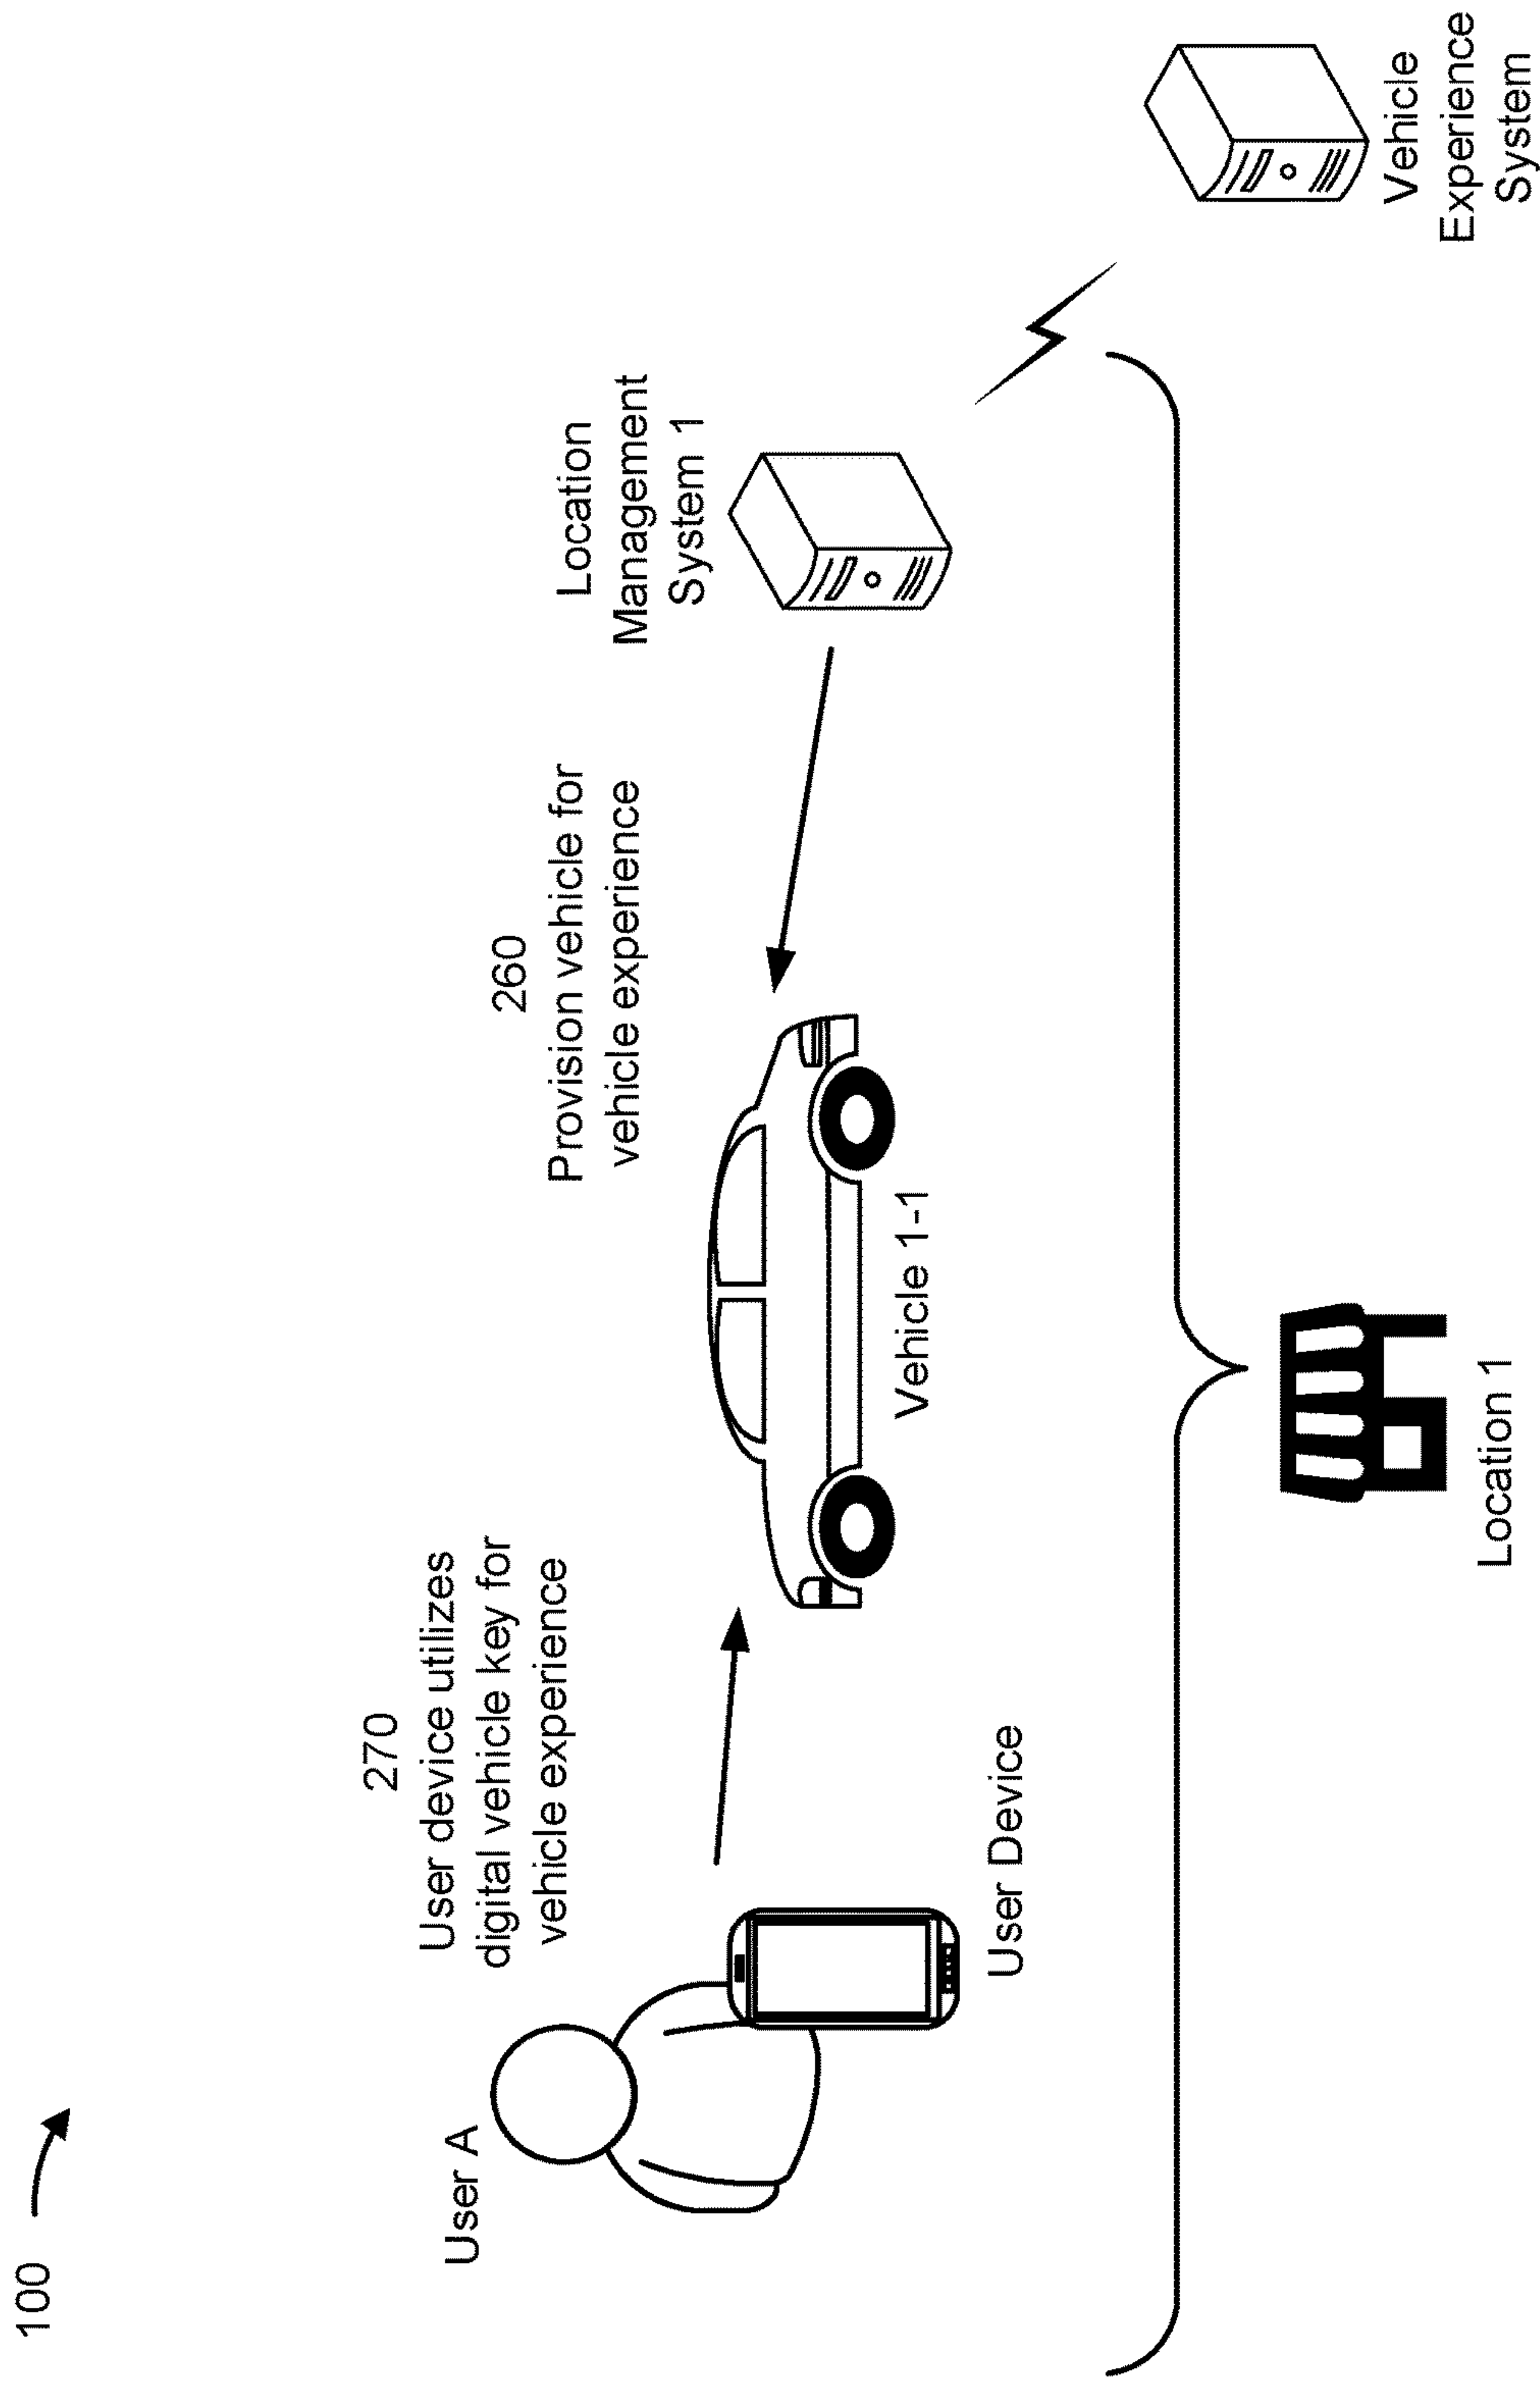 100
User A
270
User device utilizes
digital vehicle key for
vehicle experience
User Device
260
Provision vehicle for
vehicle experience
Vehicle 1-1
Location
Management
System 1
Vehicle
Experience
System
Location 1